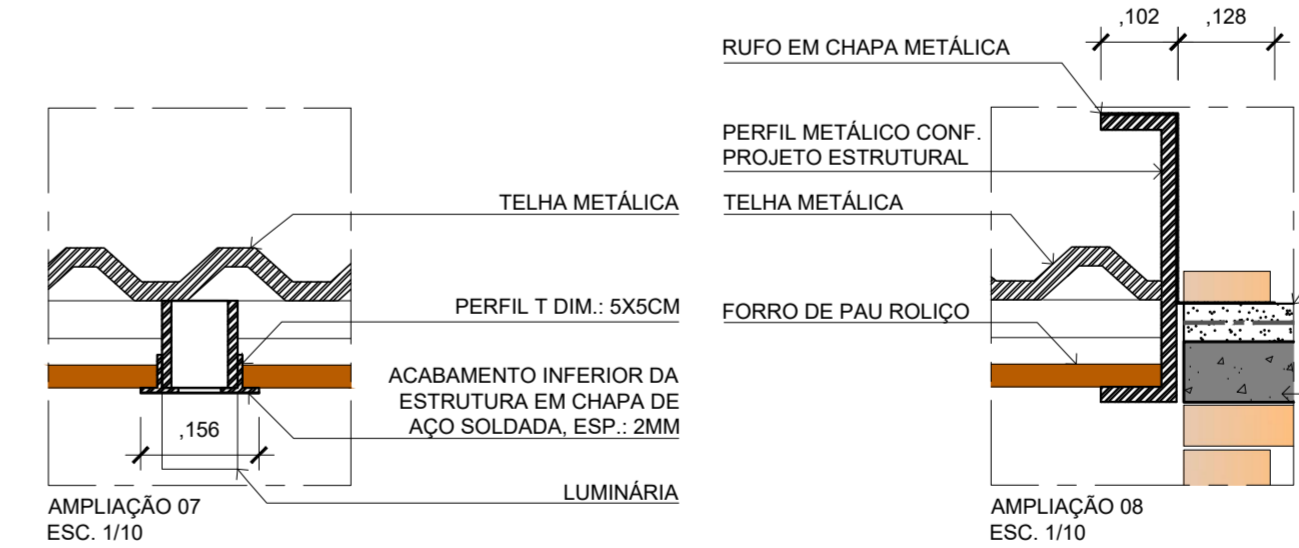 TELHA METÁLICA
PERFIL T DIM.: 5X5CM
ACABAMENTO INFERIOR DA
ESTRUTURA EM CHAPA DE
AÇO SOLDADA, ESP.: 2MM
,156
LUMINÁRIA
AMPLIAÇÃO 07
ESC. 1/10
,102
,128
RUFO EM CHAPA METÁLICA
PERFIL METÁLICO CONF.
PROJETO ESTRUTURAL
TELHA METÁLICA
FORRO DE PAU ROLIÇO
AMPLIAÇÃO 08
ESC. 1/10